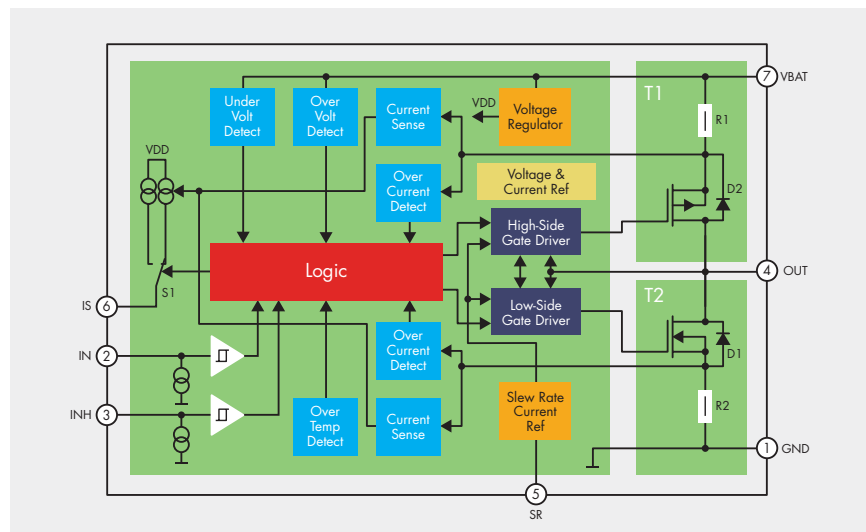 7 VBAT
T1
Under
Volt
Detect
Over
Volt
Detect
Current
Sense
VDD
Voltage
Regulator
R1
VDD
Over
Current
Detect
Voltage &
Current Ref
D2
High-Side
Gate Driver
Logic
4 OUT
S1
Low-Side
Gate Driver
T2
IS
6
IN
2
Over
Current
Detect
D1
INH
3
Over
Temp
Detect
Current
Sense
Slew Rate
Current
Ref
R2
1 GND
5
SR